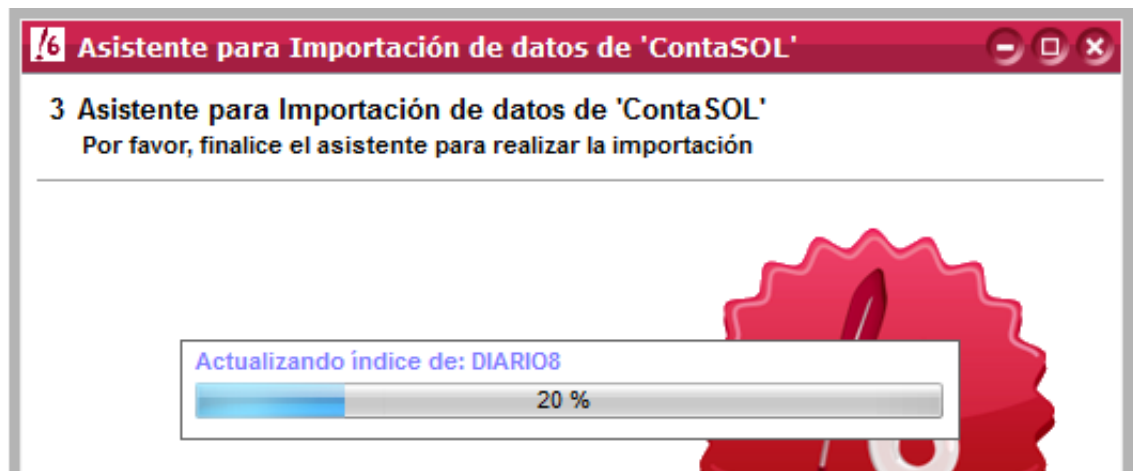 /6 Asistente para Importación de datos de 'ContaSOL'
3 Asistente para Importación de datos de 'ContaSOL'
Por favor, finalice el asistente para realizar la importación
Actualizando índice de: DIARIO8
20 %